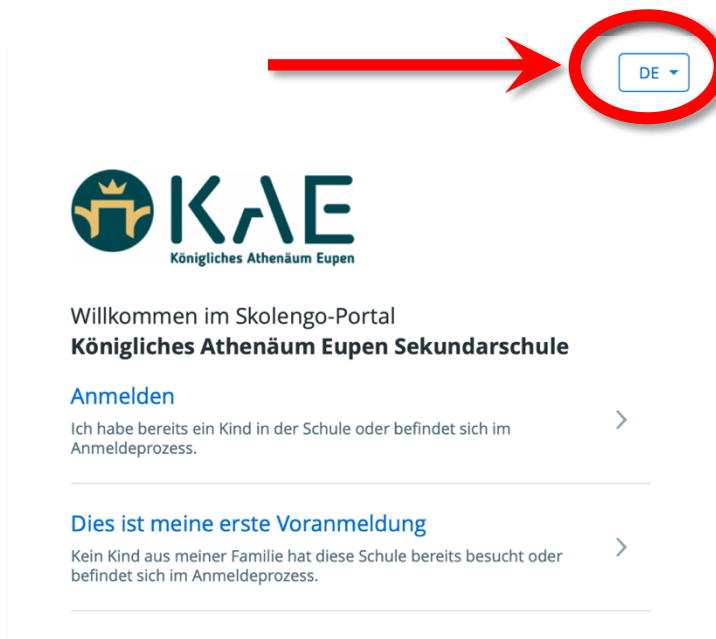 DE
KAE
Königliches Athenäum Eupen
Willkommen im Skolengo-Portal
Königliches Athenäum Eupen Sekundarschule
Anmelden
Ich habe bereits ein Kind in der Schule oder befindet sich im
Anmeldeprozess.
Dies ist meine erste Voranmeldung
Kein Kind aus meiner Familie hat diese Schule bereits besucht oder
befindet sich im Anmeldeprozess.